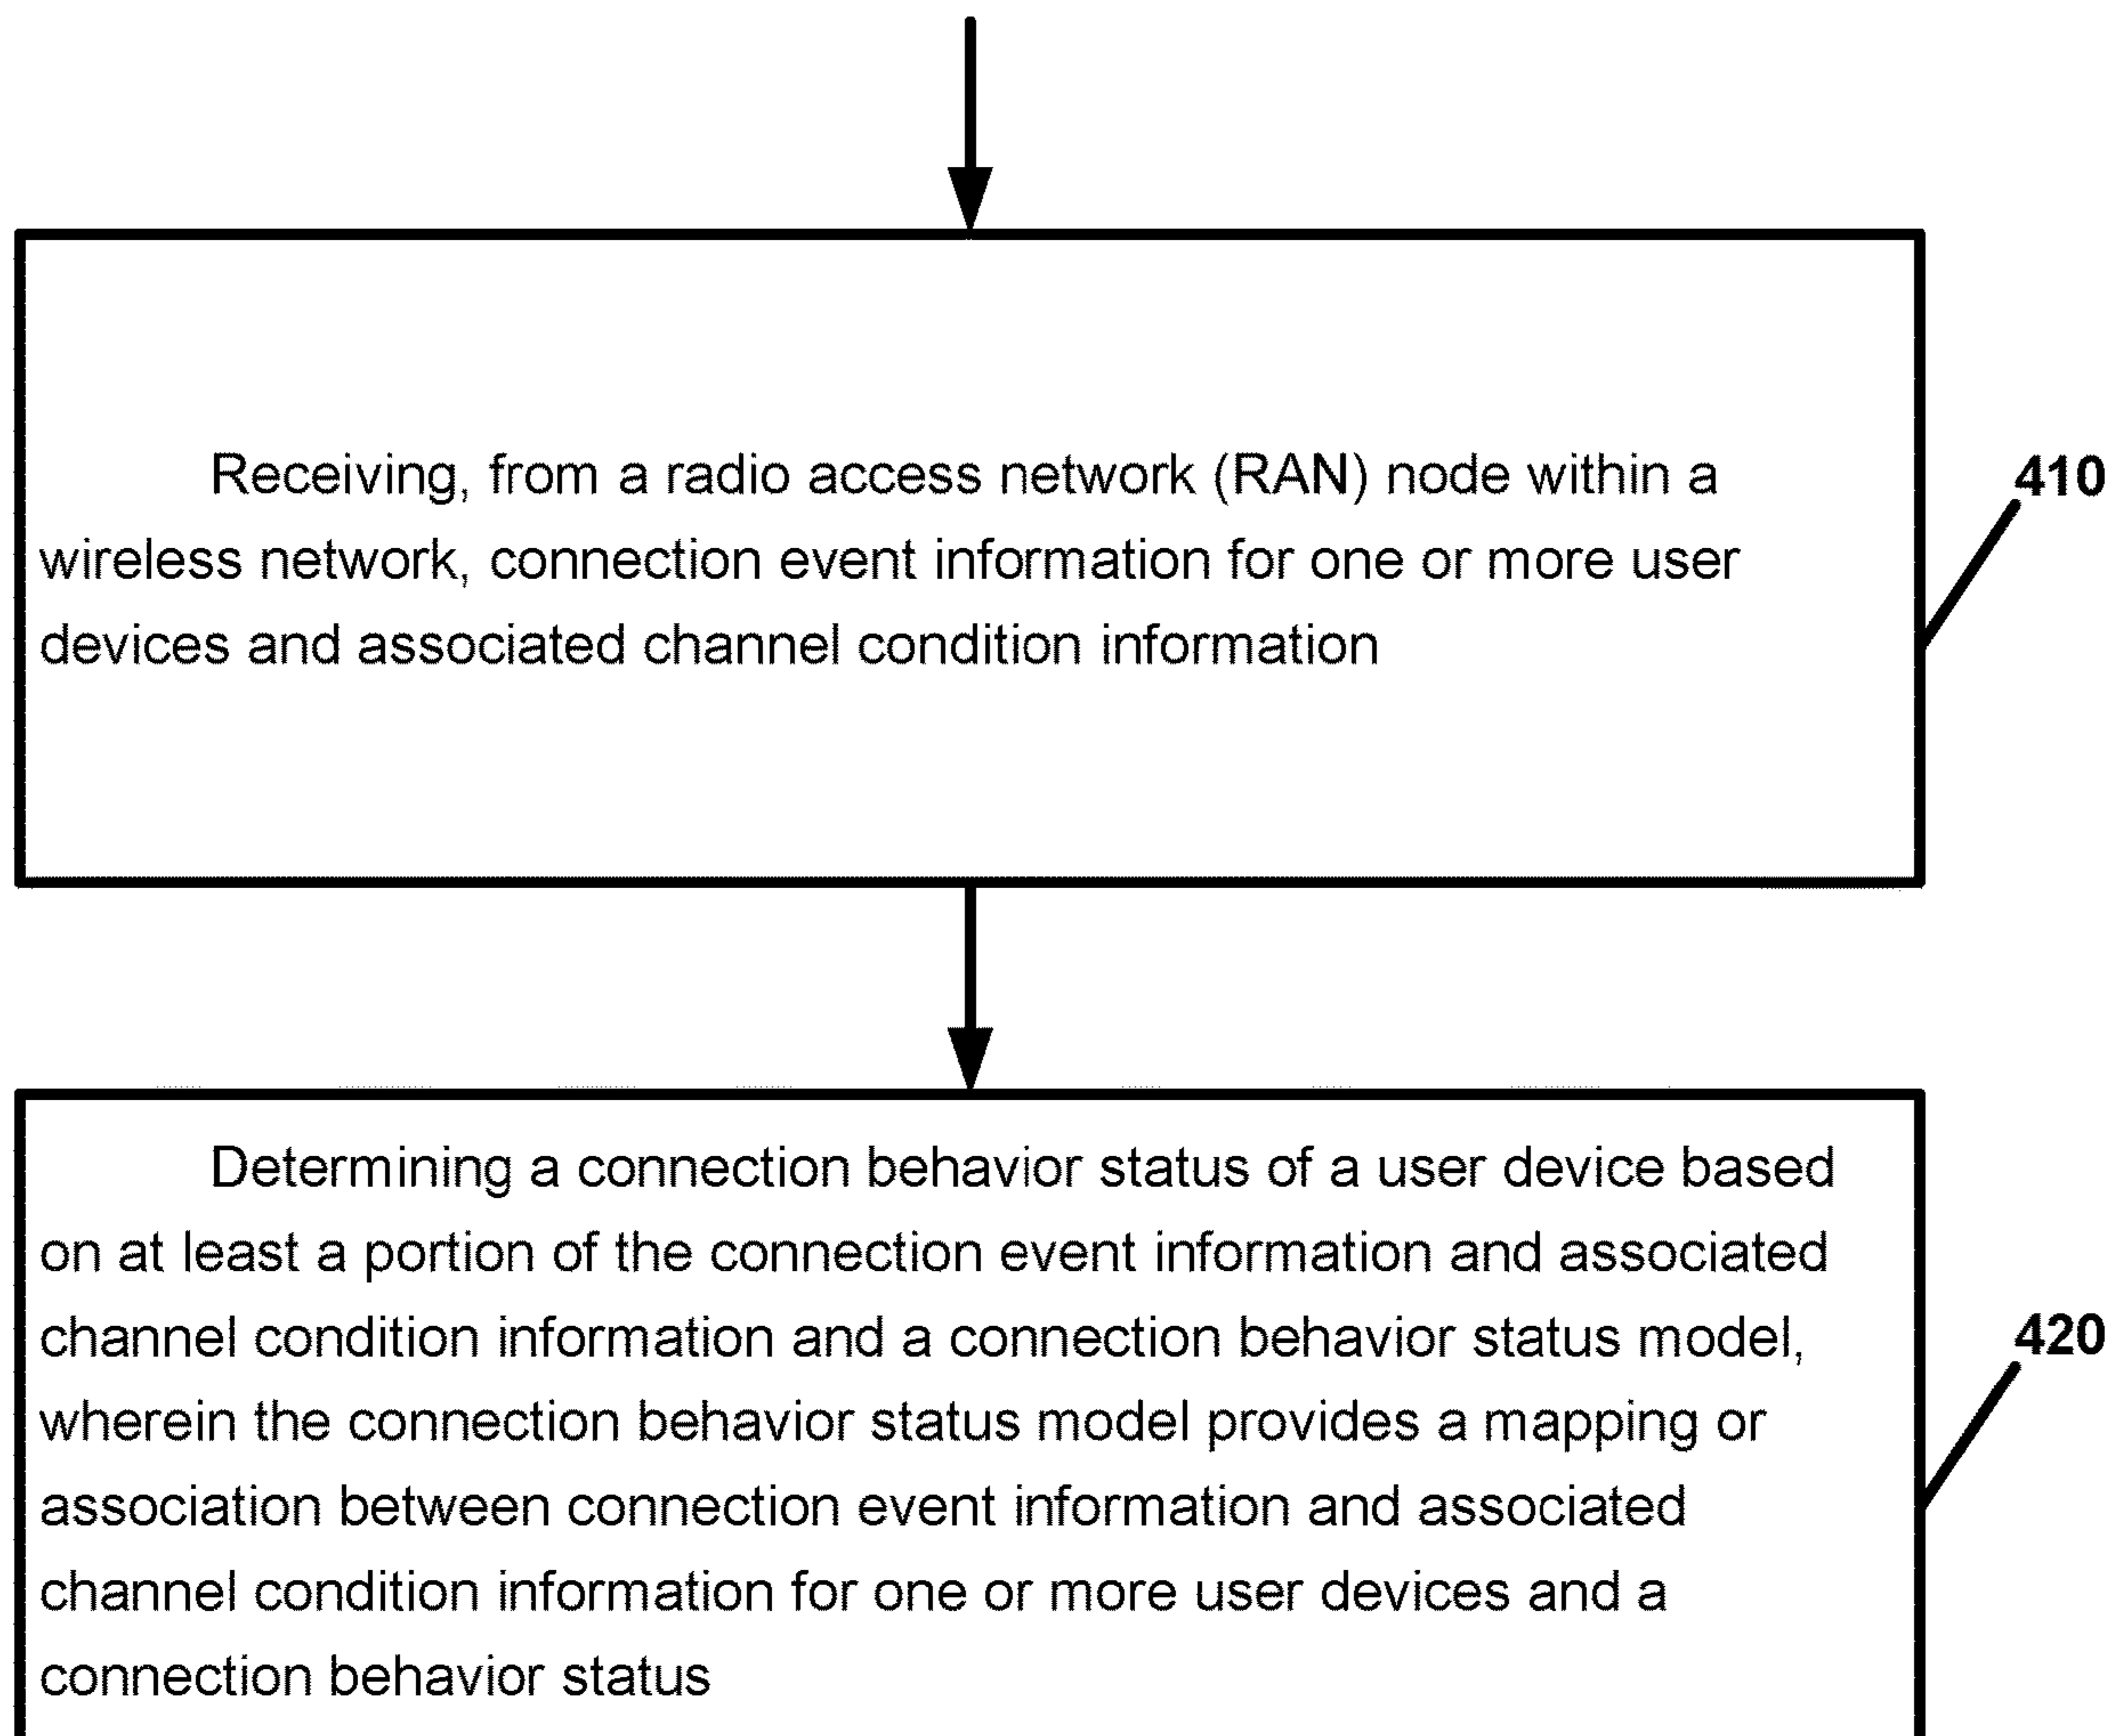 Receiving, from a radio access network (RAN) node within a
wireless network, connection event information for one or more user
devices and associated channel condition information
410
Determining a connection behavior status of a user device based
on at least a portion of the connection event information and associated
channel condition information and a connection behavior status model,
wherein the connection behavior status model provides a mapping or
association between connection event information and associated
channel condition information for one or more user devices and a
connection behavior status
420